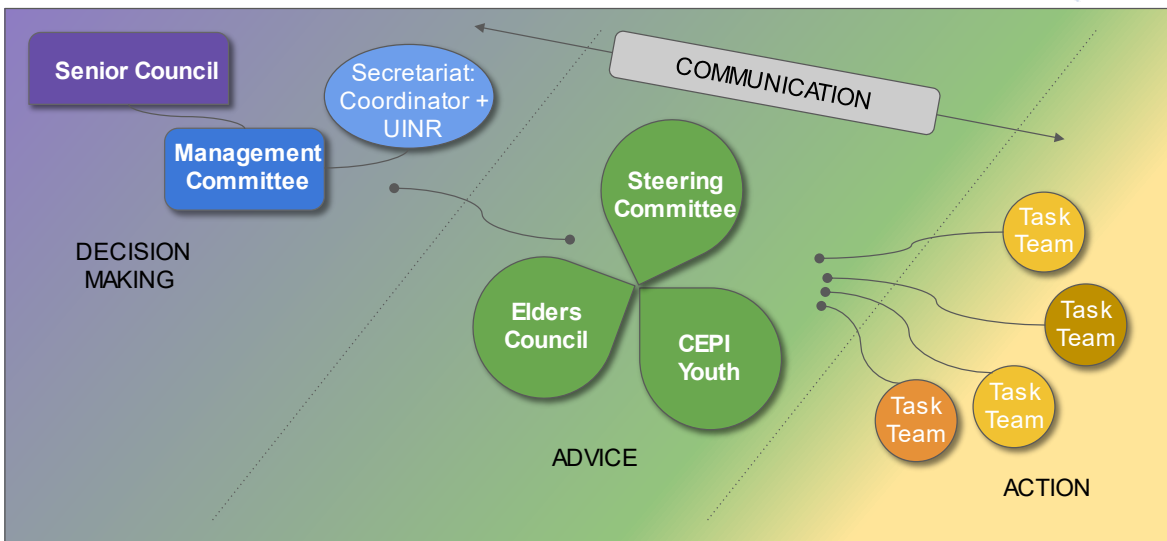 Senior Council
Management
Committee
Secretariat:
Coordinator +
UINR
COMMUNICATION
DECISION
MAKING
Steering
Committee
Elders
Council
CEPI
Youth
ADVICE
Task
Team
Task
Team
Task
Team
Task
Team
ACTION